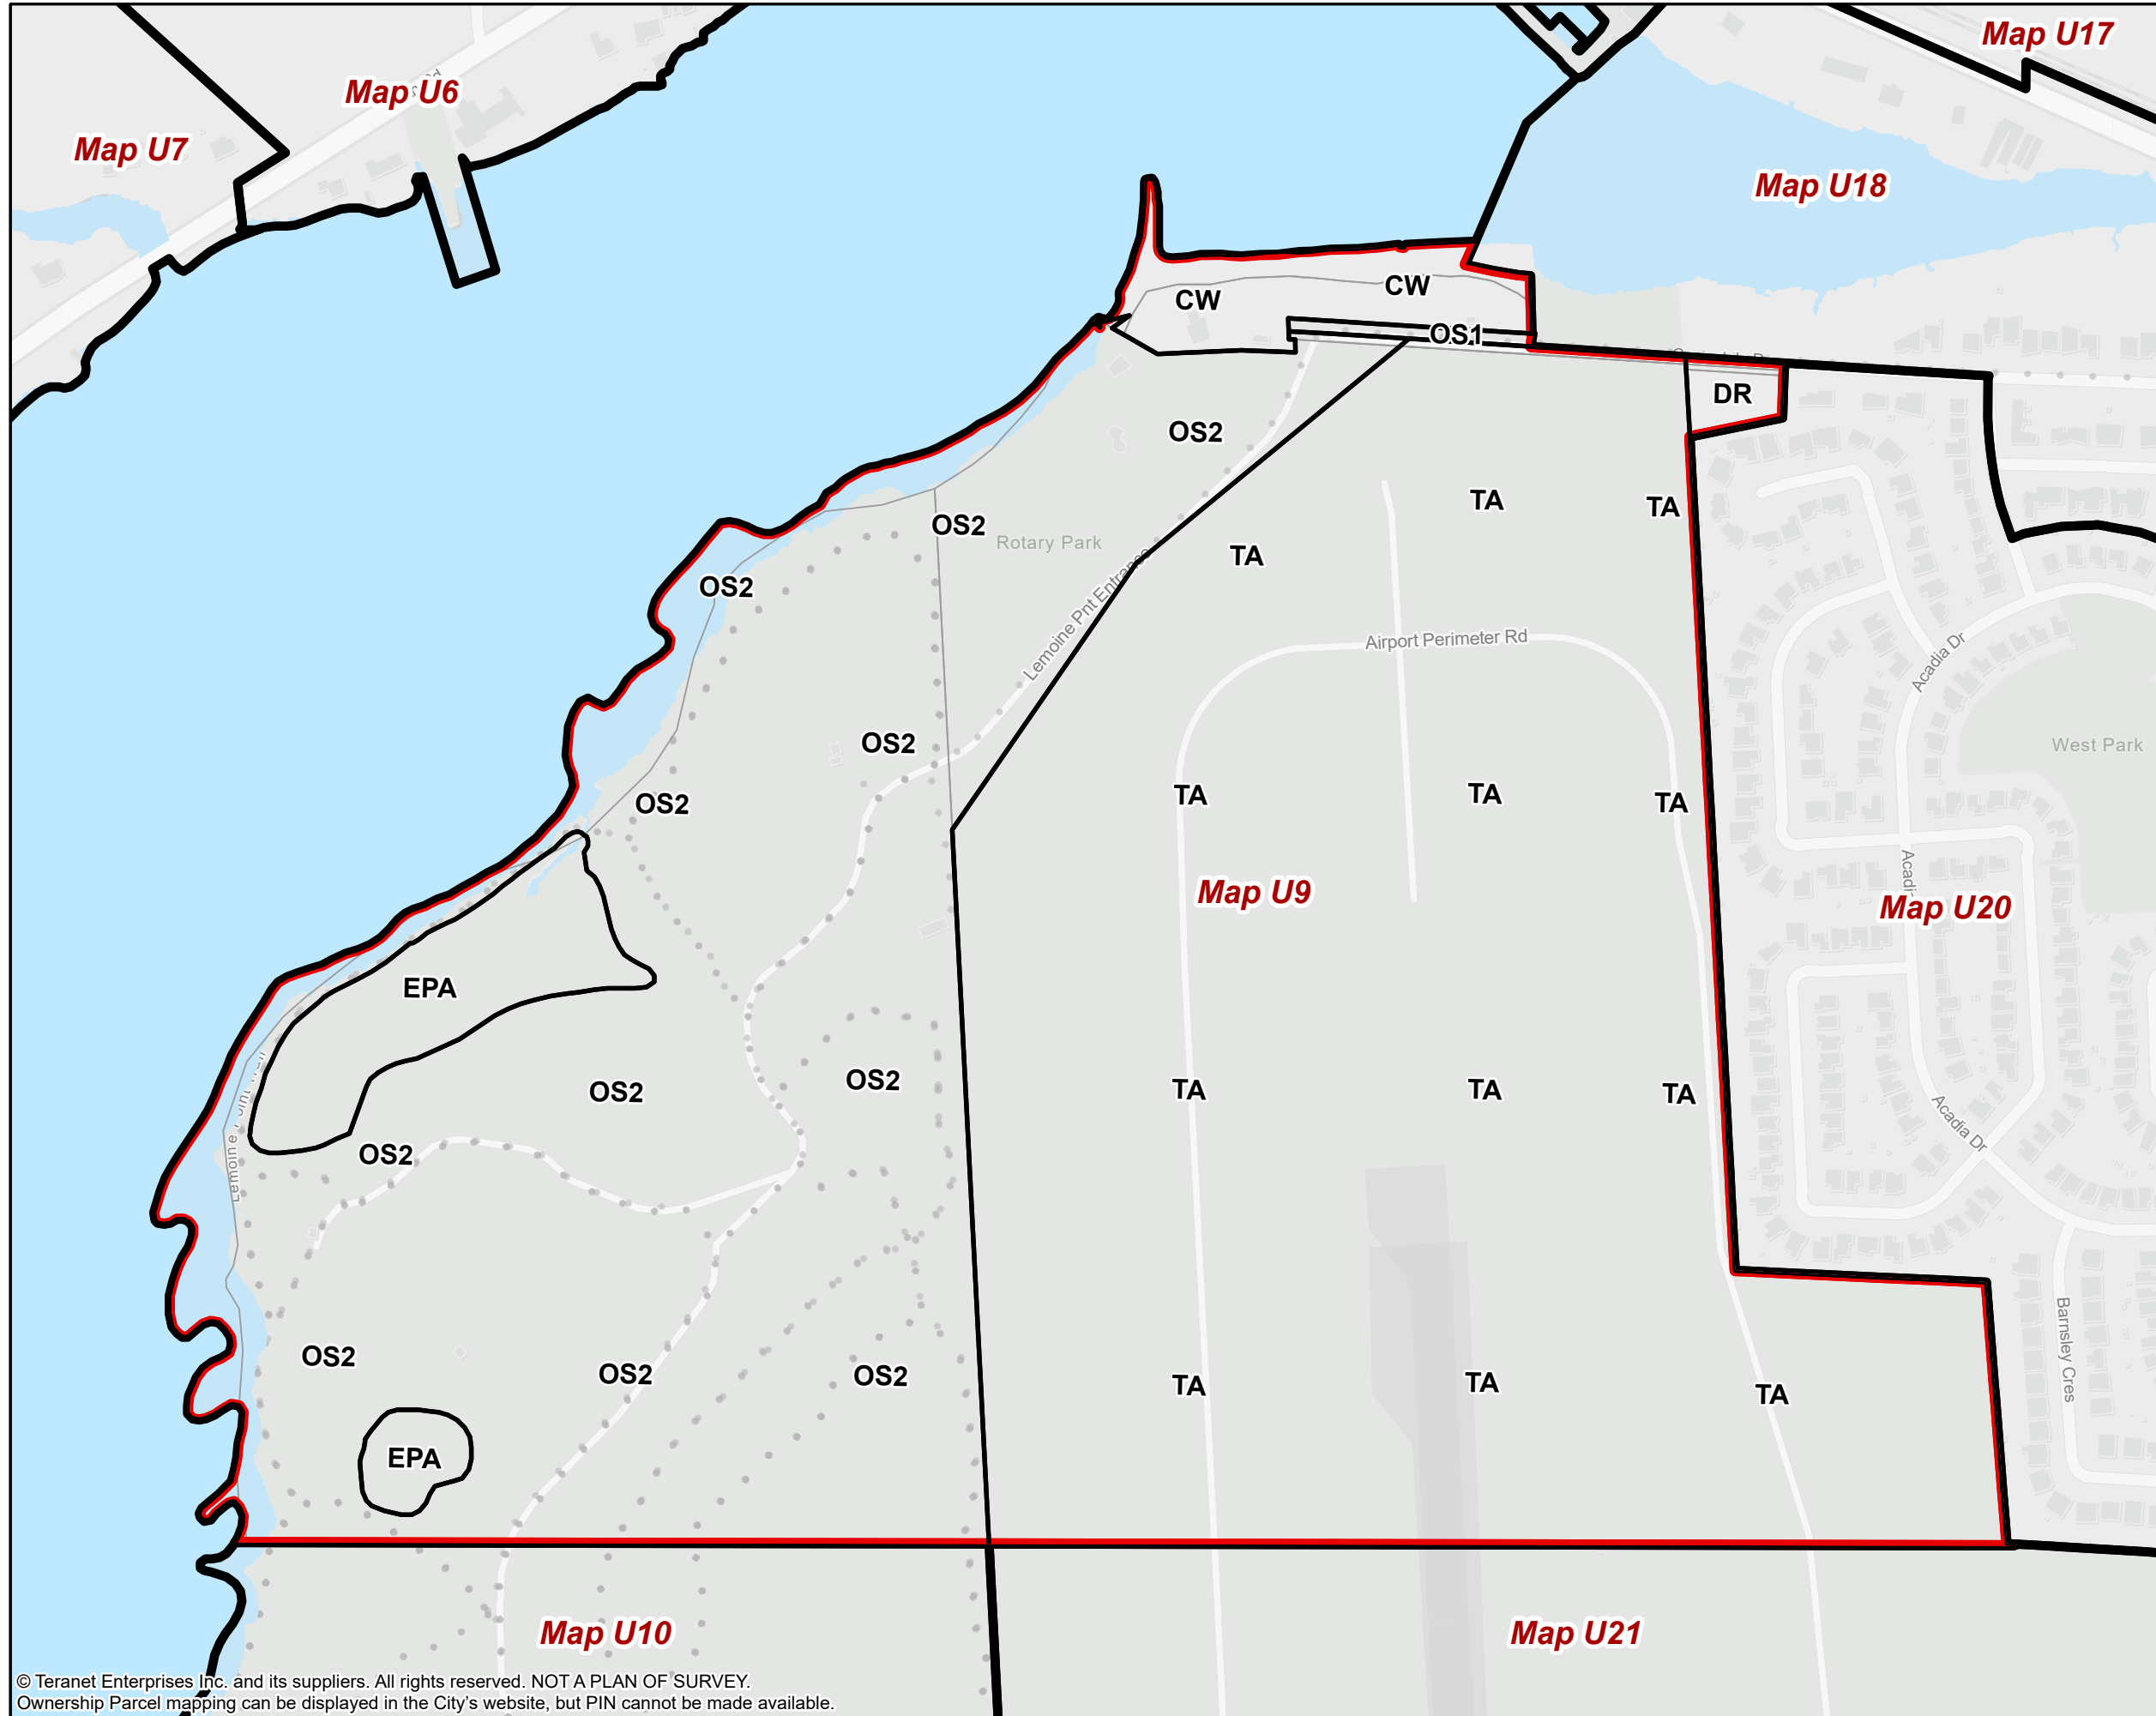 Map U17
Map U6
Map U7
Map U18
CW
CW
OS1
DR
OS2
TA
TA
OS2
Rotary Park
TA
OS2
Lemoine Pnt Entrance
Airport Perimeter Rd
Acadia Dr
OS2
West Park
OS2
TA
TA
TA
Map U9
Map U20
EPA
OS2
OS2
TA
TA
TA
Acadia Dr
OS2
Lemoine
OS2
OS2
OS2
TA
TA
TA
Barnsley Cres
EPA
Map U10
Map U21
© Teranet Enterprises Inc. and its suppliers. All rights reserved. NOT A PLAN OF SURVEY.
Ownership Parcel mapping can be displayed in the City's website, but PIN cannot be made available.